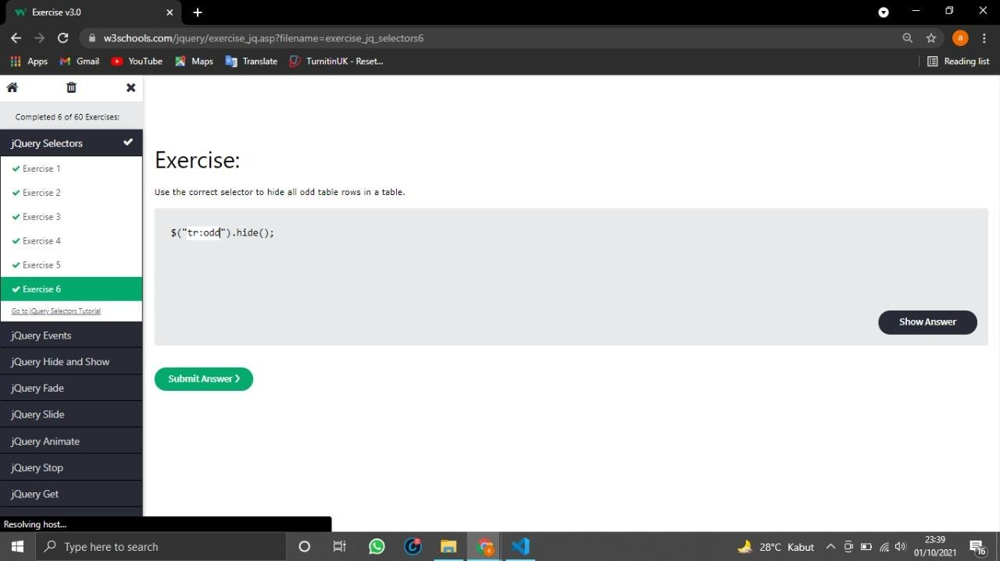 Exercise v3.0
w3schools.com/jquery/exercise_jq.asp?filename=exercise_jq_selectors6
a
Apps Gmail YouTube Maps Translate TurnitinUK - Reset... Reading list
Completed 6 of 60 Exercises:
jQuery Selectors
Exercise 1
Exercise 2
Exercise 3
Exercise 4
Exercise 5
Exercise 6
Go to jQuery Selectors Tutorial
jQuery Events
jQuery Hide and Show
jQuery Fade
jQuery Slide
jQuery Animate
jQuery Stop
jQuery Get
Exercise:
Use the correct selector to hide all odd table rows in a table.
$("tr:odd").hide();
Show Answer
Submit Answer ❯
Resolving host...
Type here to search
28°C Kabut
23:39
01/10/2021
16